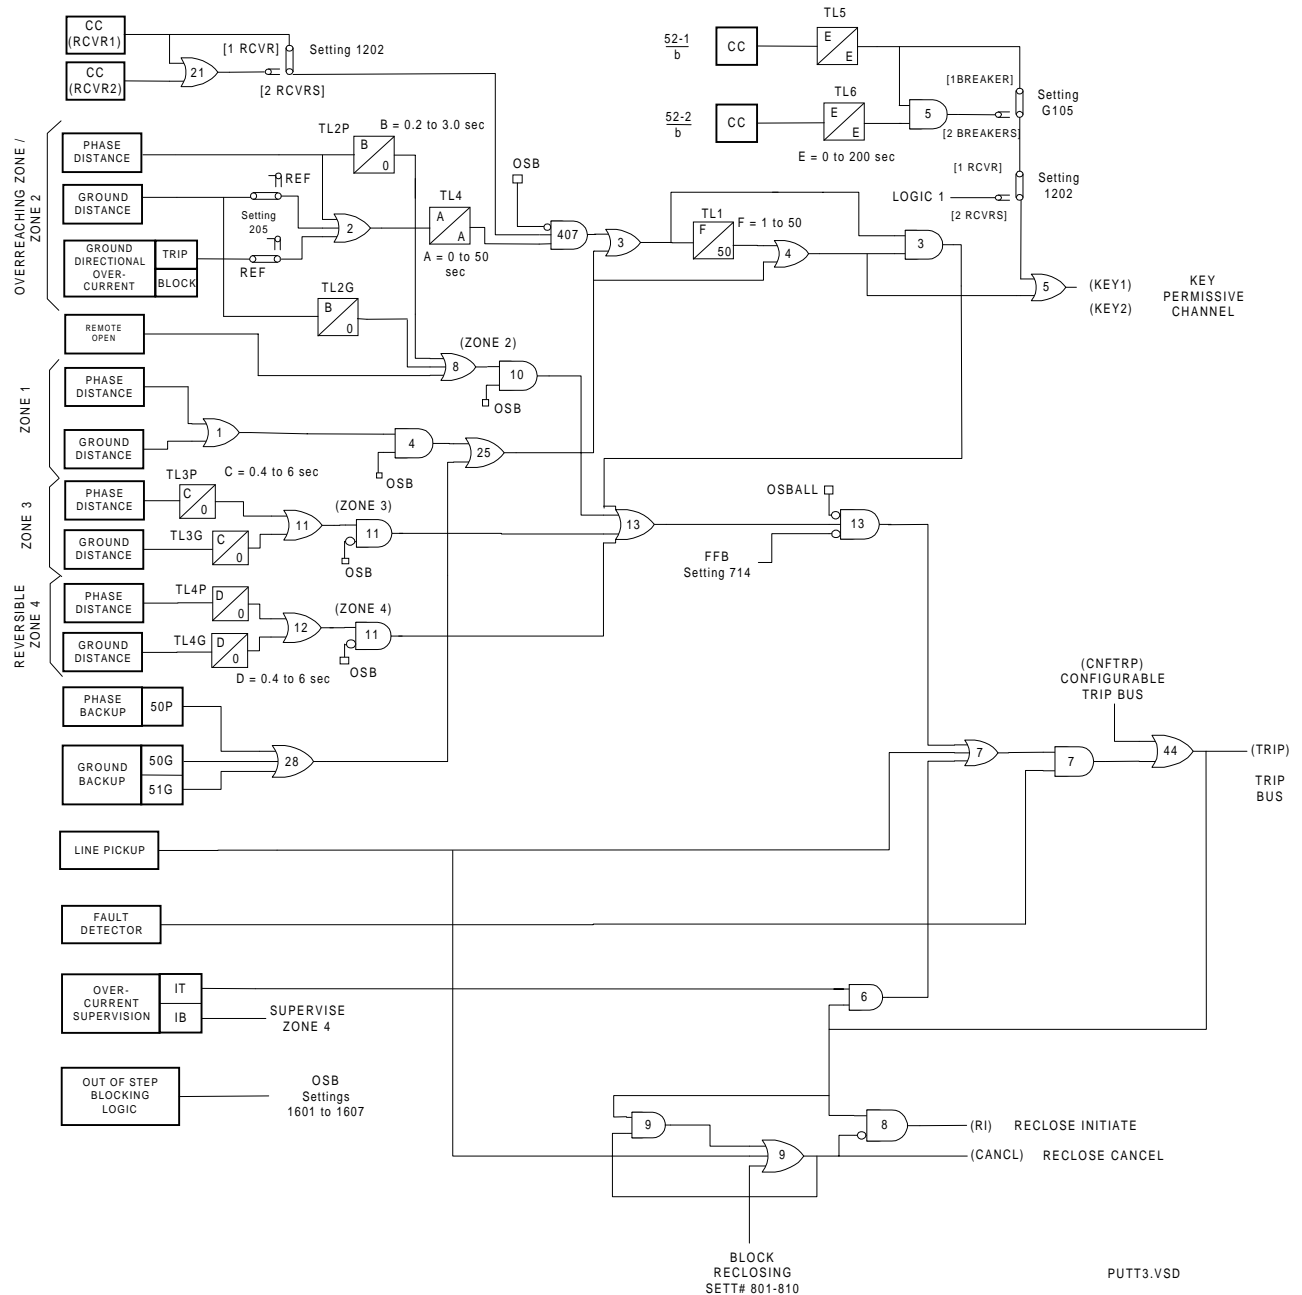 CC
(RCVR1)
CC
(RCVR2)
21
[1 RCVR]
Setting 1202
[2 RCVRS]
52-1
b
CC
TL5
E
E
52-2
b
CC
TL6
E
E
E = 0 to 200 sec
5
[1BREAKER]
Setting
G105
[2 BREAKERS]
[1 RCVR]
Setting
1202
LOGIC 1
[2 RCVRS]
OVERREACHING ZONE /
ZONE 2
PHASE
DISTANCE
GROUND
DISTANCE
GROUND
DIRECTIONAL
OVER-
CURRENT
TRIP
BLOCK
TL2P
B = 0.2 to 3.0 sec
B
0
REF
Setting
205
REF
2
TL4
A
A
A = 0 to 50
sec
TL2G
B
0
OSB
407
3
TL1
F = 1 to 50
F
50
4
3
5
(KEY1)
(KEY2)
KEY
PERMISSIVE
CHANNEL
REMOTE
OPEN
(ZONE 2)
8
10
OSB
ZONE 1
PHASE
DISTANCE
GROUND
DISTANCE
1
4
OSB
25
ZONE 3
PHASE
DISTANCE
GROUND
DISTANCE
TL3P
C = 0.4 to 6 sec
C
0
TL3G
C
0
11
(ZONE 3)
11
OSB
13
OSBALL
13
FFB
Setting 714
REVERSIBLE
ZONE 4
PHASE
DISTANCE
GROUND
DISTANCE
TL4P
D
0
TL4G
D
0
D = 0.4 to 6 sec
12
(ZONE 4)
11
OSB
PHASE
BACKUP
50P
GROUND
BACKUP
50G
51G
28
(CNFTRP)
CONFIGURABLE
TRIP BUS
7
7
44
(TRIP)
TRIP
BUS
LINE PICKUP
FAULT
DETECTOR
OVER-
CURRENT
SUPERVISION
IT
IB
SUPERVISE
ZONE 4
6
OUT OF STEP
BLOCKING
LOGIC
OSB
Settings
1601 to 1607
9
9
8
(RI) RECLOSE INITIATE
(CANCL) RECLOSE CANCEL
BLOCK
RECLOSING
SETT# 801-810
PUTT3.VSD